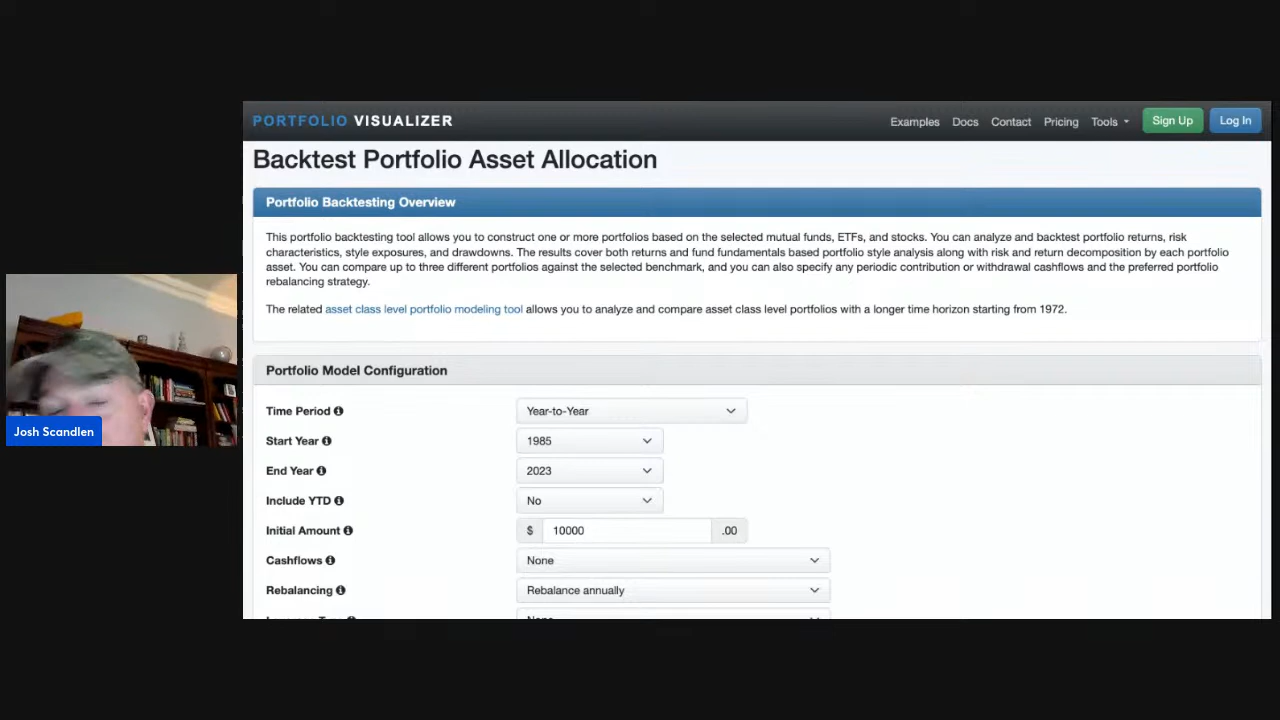 PORTFOLIO VISUALIZER
Examples Docs Contact Pricing Tools Sign Up Log In
Backtest Portfolio Asset Allocation
Portfolio Backtesting Overview
This portfolio backtesting tool allows you to construct one or more portfolios based on the selected mutual funds, ETFs, and stocks. You can analyze and backtest portfolio returns, risk
characteristics, style exposures, and drawdowns. The results cover both returns and fund fundamentals based portfolio style analysis along with risk and return decomposition by each portfolio
asset. You can compare up to three different portfolios against the selected benchmark, and you can also specify any periodic contribution or withdrawal cashflows and the preferred portfolio
rebalancing strategy.
The related asset class level portfolio modeling tool allows you to analyze and compare asset class level portfolios with a longer time horizon starting from 1972.
Portfolio Model Configuration
Time Period Year-to-Year
Start Year 1985
End Year 2023
Include YTD No
Initial Amount $ 10000 .00
Cashflows None
Rebalancing Rebalance annually
Josh Scandlen